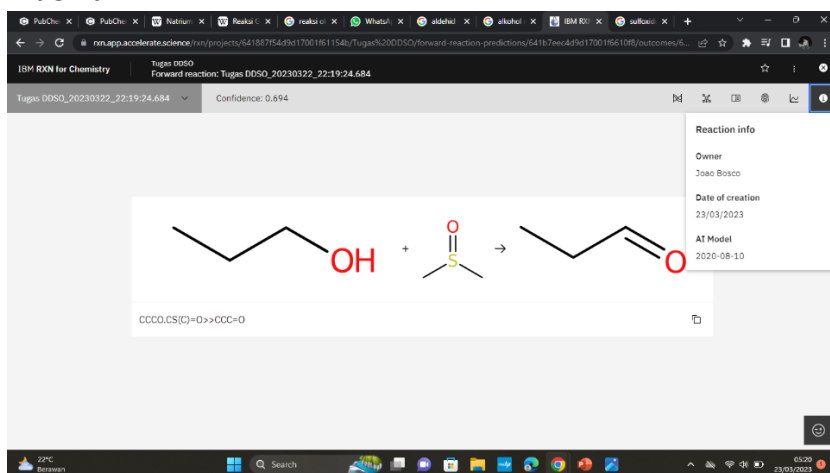 PubChe
PubChe
Natrium
Reaksi
reaksi ol
WhatsA
aldehid
alkohol
IBM RXN
sulfoxid
rxn.app.accelerate.science/rxn/projects/641887f54d9d17001f61154b/Tugas%20DDSO/forward-reaction-predictions/641b7eec4d9d17001f6610f8/outcomes/6...
IBM RXN for Chemistry
Tugas DDSO
Forward reaction: Tugas DDSO_20230322_22:19:24.684
Tugas DDSO_20230322_22:19:24.684
Confidence: 0.694
Reaction info
Owner
Joao Bosco
Date of creation
23/03/2023
AI Model
2020-08-10
OH
+
O
S
→
O
CCCO.CS(C)=O>>CCC=O
22°C
Berawan
Search
05:20
23/03/2023